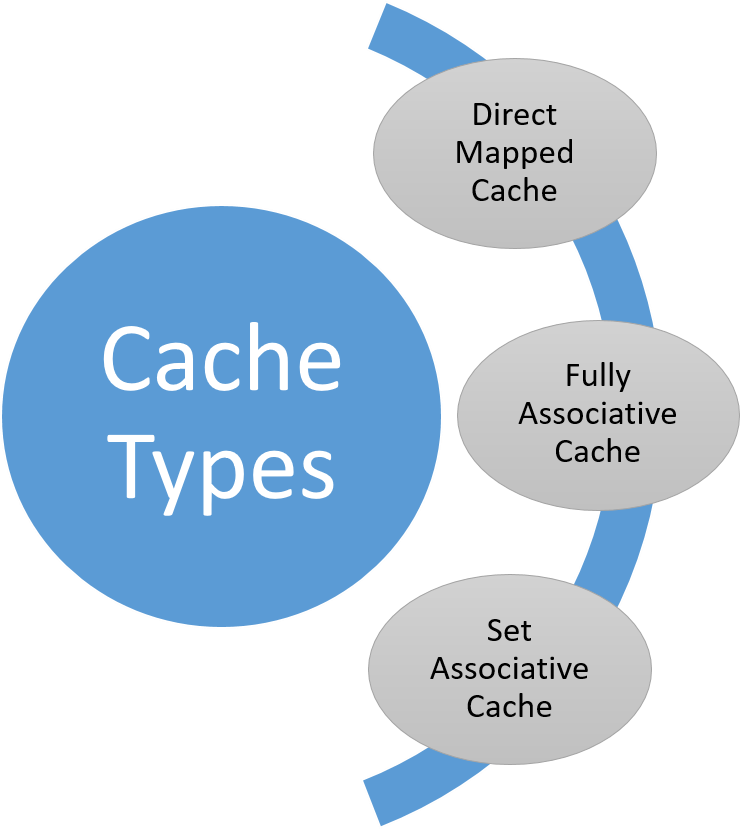 Cache
Types
Direct
Mapped
Cache
Fully
Associative
Cache
Set
Associative
Cache